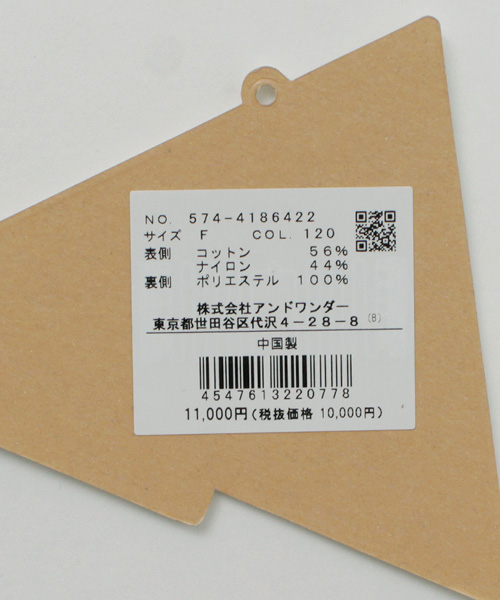 NO. 574-4186422
サイズ F COL. 120
表側 コットン 56%
ナイロン 44%
裏側 ポリエステル 100%
株式会社アンドワンダー
東京都世田谷区代沢4-28-8 (B)
中国製
4547613220778
11,000円(税抜価格 10,000円)